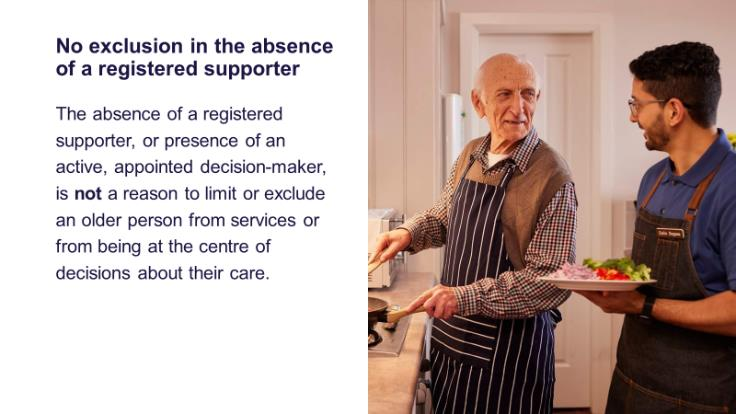 No exclusion in the absence
of a registered supporter
The absence of a registered
supporter, or presence of an
active, appointed decision-maker,
is not a reason to limit or exclude
an older person from services or
from being at the centre of
decisions about their care.